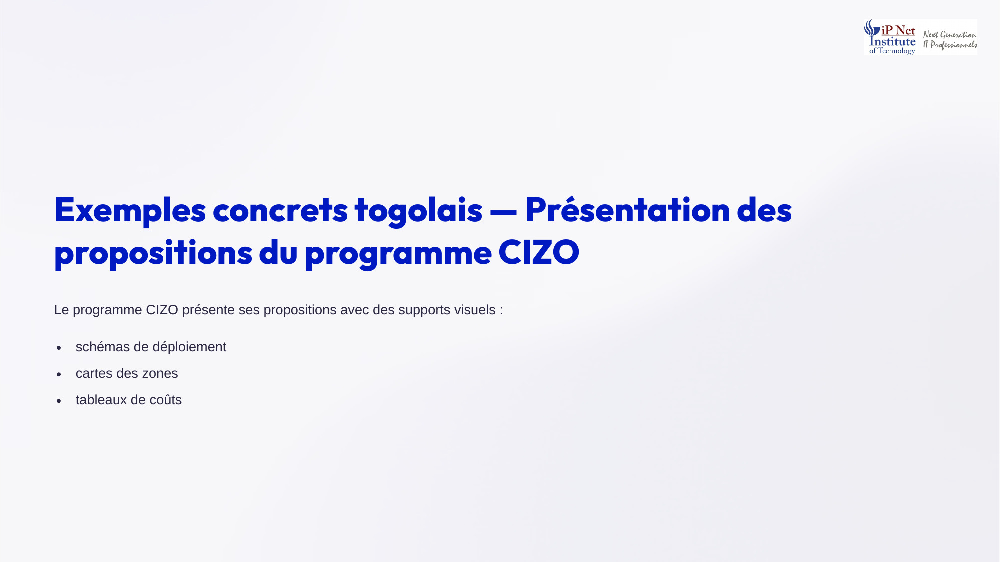 iP Net
Institute
of Technology
Next Generation
IT Professionnels
Exemples concrets togolais — Présentation des
propositions du programme CIZO
Le programme CIZO présente ses propositions avec des supports visuels :
• schémas de déploiement
• cartes des zones
• tableaux de coûts